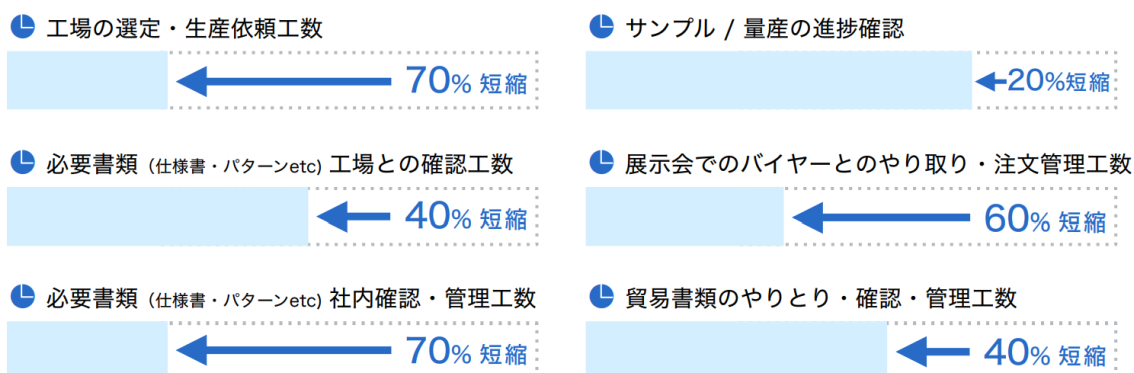 工場の選定・生産依頼工数
70% 短縮
必要書類（仕様書・パターンetc) 工場との確認工数
40% 短縮
必要書類（仕様書・パターンetc) 社内確認・管理工数
70% 短縮
サンプル / 量産の進捗確認
20%短縮
展示会でのバイヤーとのやり取り・注文管理工数
60% 短縮
貿易書類のやりとり・確認・管理工数
40% 短縮